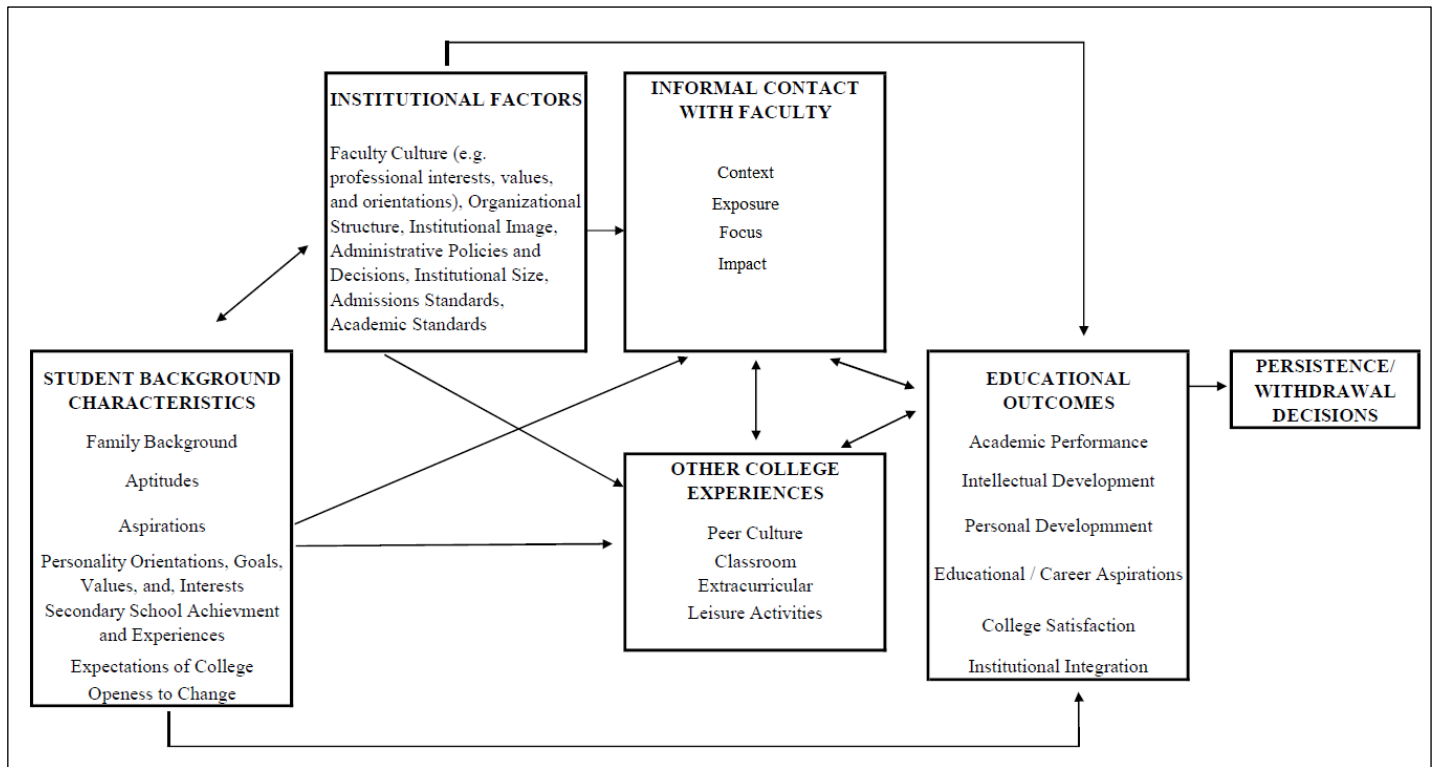 INSTITUTIONAL FACTORS
Faculty Culture (e.g.
professional interests, values,
and orientations), Organizational
Structure, Institutional Image,
Administrative Policies and
Decisions, Institutional Size,
Admissions Standards,
Academic Standards
INFORMAL CONTACT
WITH FACULTY
Context
Exposure
Focus
Impact
STUDENT BACKGROUND
CHARACTERISTICS
Family Background
Aptitudes
Aspirations
Personality Orientations, Goals,
Values, and, Interests
Secondary School Achievment
and Experiences
Expectations of College
Openess to Change
OTHER COLLEGE
EXPERIENCES
Peer Culture
Classroom
Extracurricular
Leisure Activities
EDUCATIONAL
OUTCOMES
Academic Performance
Intellectual Development
Personal Developmment
Educational / Career Aspirations
College Satisfaction
Institutional Integration
PERSISTENCE/
WITHDRAWAL
DECISIONS